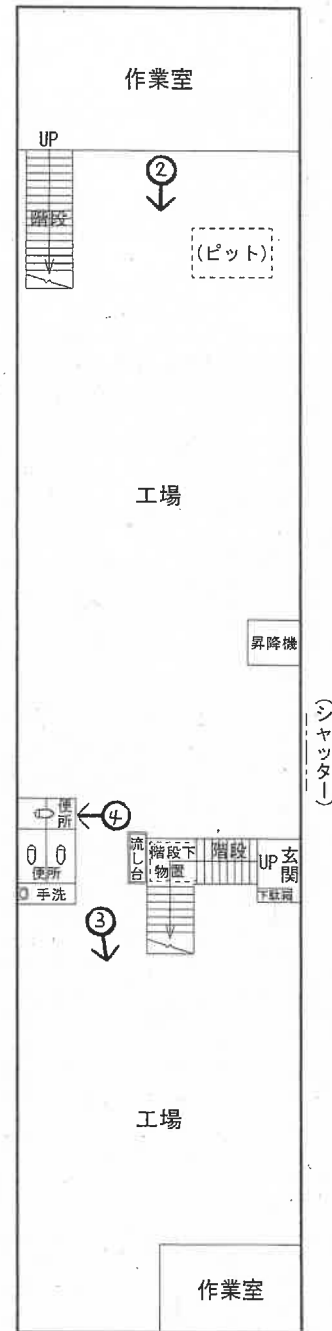 作業室
UP
②
階段
(ピット)
工場
昇降機
(シャッター)
便所
④
流し台
階段下
物置
階段
UP
玄関
便所
下駄箱
手洗
③
工場
作業室